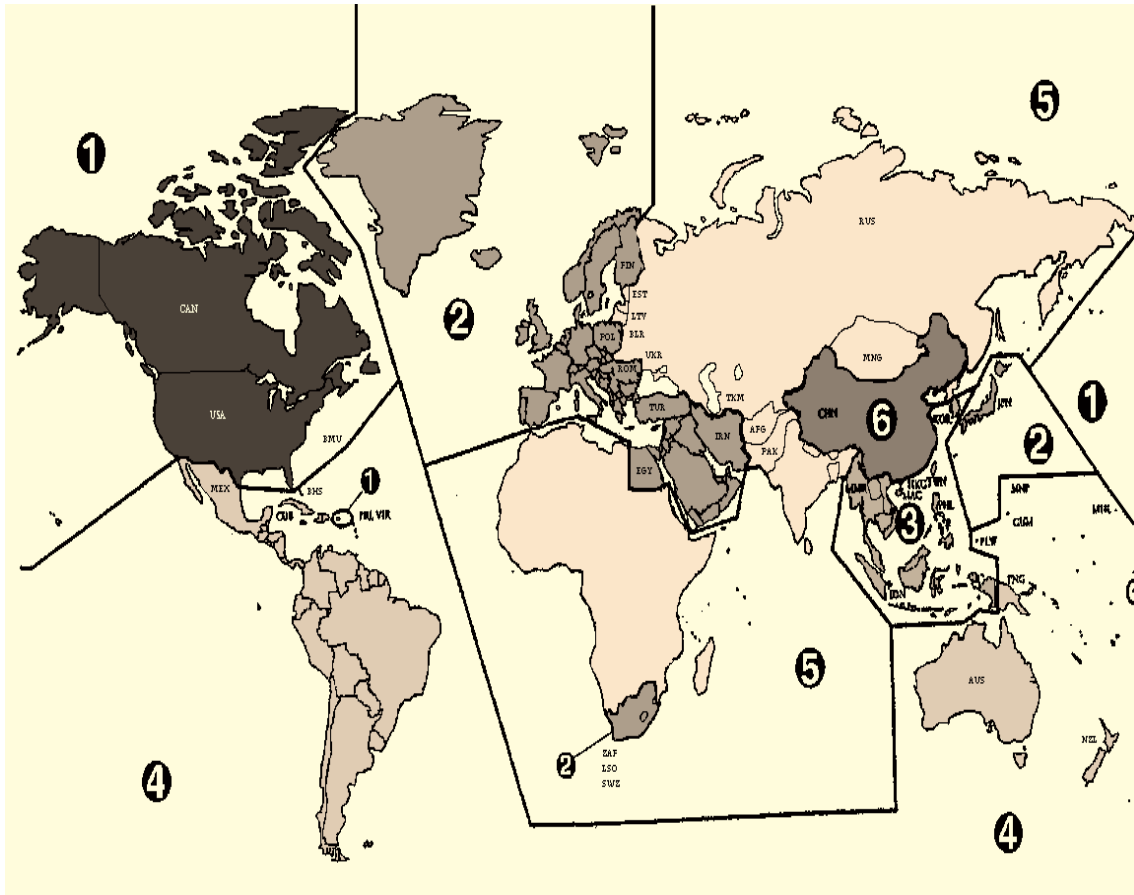 5
1
RUS
FIN
EST
CAN
2
LTV
BLR
POL
UKR
MNG
ROM
TKM
TUR
CHN
6
KOR
JPN
1
USA
IRN
AFG
BMU
PAK
2
EGY
MEX
BHS
1
HKG
TWN
MAC
MNP
CUB
PRI, VIR
MMR
PHL
3
GUM
PLW
IDN
PNG
5
AUS
NZL
ZAF
2
LSO
SWZ
4
4